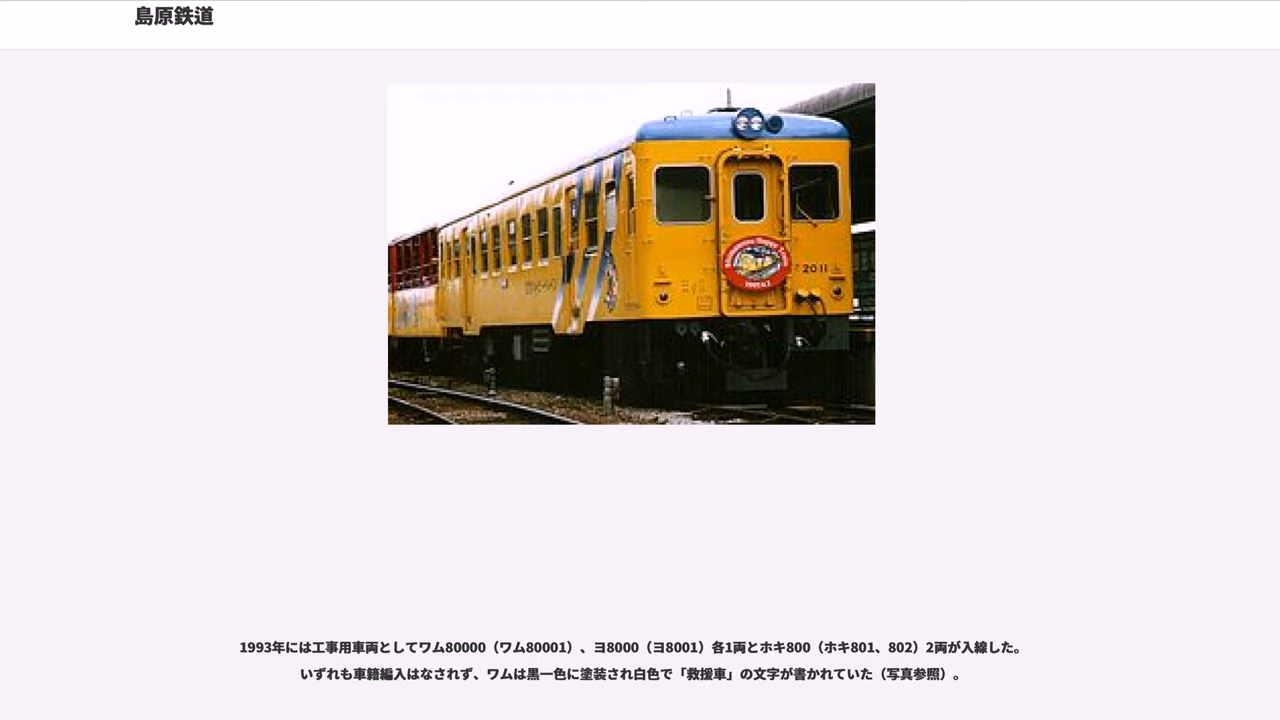 島原鉄道
2011
1993年には工事用車両としてワム80000（ワム80001）、ヨ8000（ヨ8001）各1両とホキ800（ホキ801、802）2両が入線した。
いずれも車籍編入はなされず、ワムは黒一色に塗装され白色で「救援車」の文字が書かれていた（写真参照）。